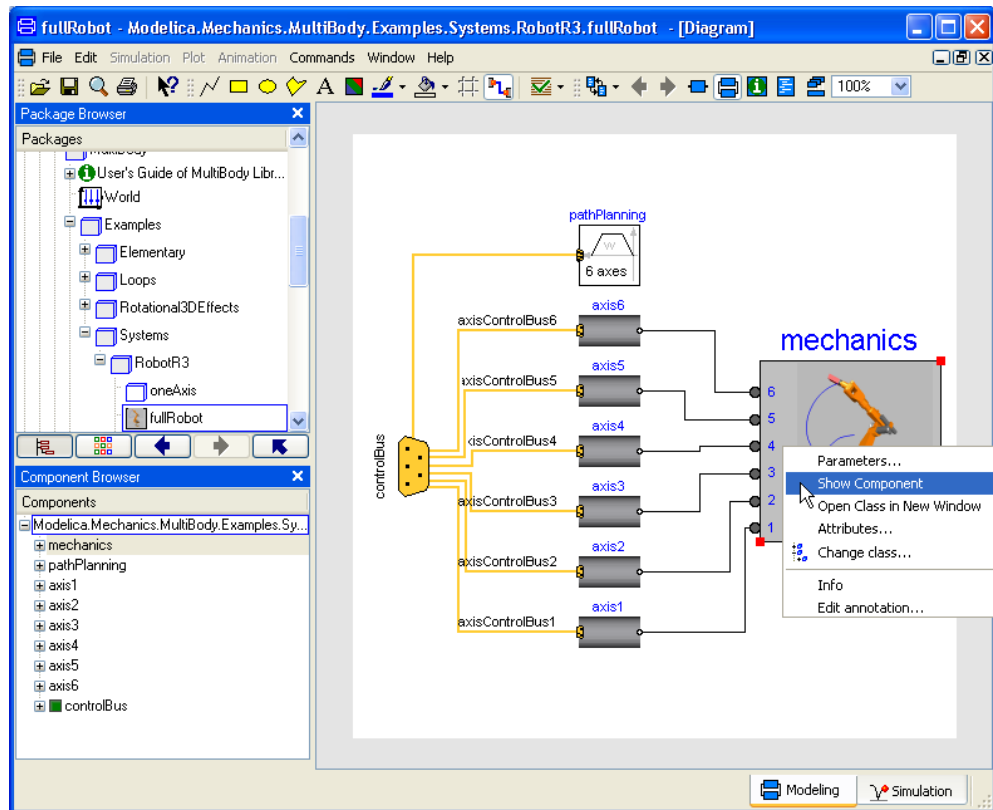 fullRobot - Modelica.Mechanics.MultiBody.Examples.Systems.RobotR3.fullRobot - [Diagram]
File Edit Simulation Plot Animation Commands Window Help
A 100%
Package Browser
Packages
MultiBody
User's Guide of MultiBody Libr...
World
Examples
Elementary
Loops
Rotational3DEffects
Systems
RobotR3
oneAxis
fullRobot
Component Browser
Components
Modelica.Mechanics.MultiBody.Examples.Sy...
mechanics
pathPlanning
axis1
axis2
axis3
axis4
axis5
axis6
controlBus
pathPlanning
w
6 axes
axis6
axisControlBus6
axis5
axisControlBus5
axis4
axisControlBus4
axis3
axisControlBus3
axis2
axisControlBus2
axis1
axisControlBus1
controlBus
mechanics
6
5
4
3
2
1
Parameters...
Show Component
Open Class in New Window
Attributes...
Change class...
Info
Edit annotation...
Modeling
Simulation